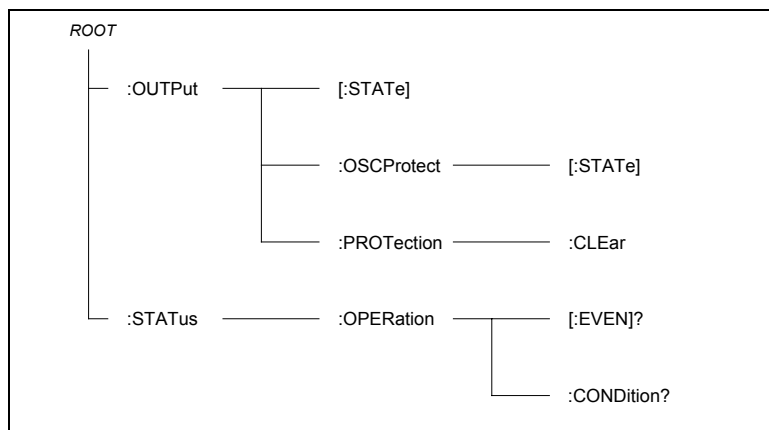 ROOT
:OUTPut [:STATe]
:OSCProtect [:STATe]
:PROTection :CLEar
:STATus :OPERation [:EVEN]?
:CONDition?